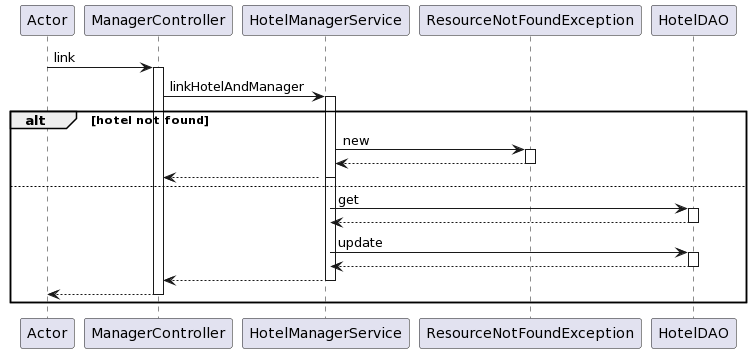 Actor ManagerController HotelManagerService ResourceNotFoundException HotelDAO
link
linkHotelAndManager
alt [hotel not found]
new
get
update
Actor ManagerController HotelManagerService ResourceNotFoundException HotelDAO